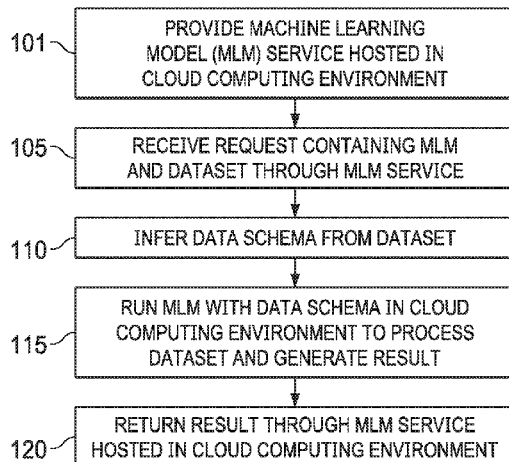 101
PROVIDE MACHINE LEARNING
MODEL (MLM) SERVICE HOSTED IN
CLOUD COMPUTING ENVIRONMENT
105
RECEIVE REQUEST CONTAINING MLM
AND DATASET THROUGH MLM SERVICE
110
INFER DATA SCHEMA FROM DATASET
115
RUN MLM WITH DATA SCHEMA IN CLOUD
COMPUTING ENVIRONMENT TO PROCESS
DATASET AND GENERATE RESULT
120
RETURN RESULT THROUGH MLM SERVICE
HOSTED IN CLOUD COMPUTING ENVIRONMENT